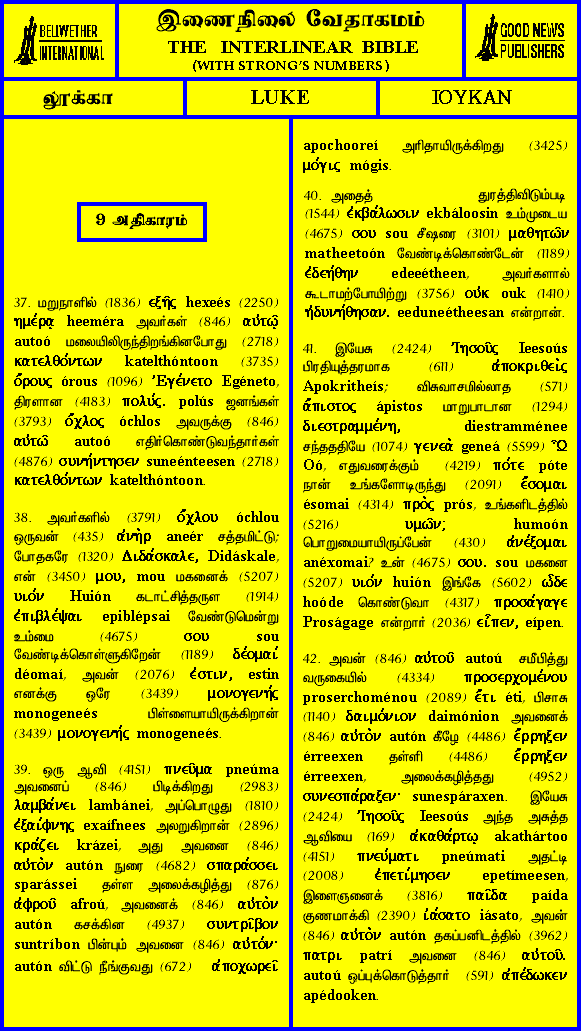 BELLWETHER
INTERNATIONAL
இணைநிலை வேதாகமம்
THE INTERLINEAR BIBLE
(WITH STRONG'S NUMBERS)
GOOD NEWS
PUBLISHERS
லூக்கா
LUKE
ΙΟΥΚΑΝ
9 அதிகாரம்
37. மறுநாளில் (1836) ἑξῆς hexeés (2250)
ημέρᾳ heeméra அவர்கள் (846) αὐτῷ
autoó மலையிலிருந்திறங்கினபோது (2718)
κατελθόντων katelthóntoon (3735)
ὄρους órous (1096) Ἐγένετο Egéneto,
திரளான (4183) πολύς. polús ஜனங்கள்
(3793) ὄχλος óchlos அவருக்கு (846)
αὐτῶ autoó எதிர்கொண்டுவந்தார்கள்
(4876) συνήντησεν suneénteesen (2718)
κατελθόντων katelthóntoon.
38. அவர்களில் (3791) ὄχλου óchlou
ஒருவன் (435) ἀνὴρ aneér சத்தமிட்டு;
போதகரே (1320) Διδάσκαλε, Didáskale,
என் (3450) μου, mou மகனைக் (5207)
υιόν Huión கடாட்சித்தருள (1914)
ἐπιβλέψαι epiblépsai வேண்டுமென்று
உம்மை (4675) σου sou
வேண்டிக்கொள்ளுகிறேன் (1189) δέομαί
déomaí, அவன் (2076) ἐστιν, estin
எனக்கு ஒரே (3439) μονογενής
monogeneés பிள்ளையாயிருக்கிறான்
(3439) μονογενής monogeneés.
39. ஒரு ஆவி (4151) πνεῦμα pneúma
அவனைப் (846) பிடிக்கிறது (2983)
λαμβάνει lambánei, அப்பொழுது (1810)
ἐξαίφνης exaífnees அலறுகிறான் (2896)
κράζει krázei, அது அவனை (846)
αὐτὸν autón நுரை (4682) σπαράσσει
sparássei தள்ள அலைக்கழித்து (876)
ἀφροῦ afroú, அவனைக் (846) αὐτὸν
autón கசக்கின (4937) συντρῖβον
suntríbon பின்பும் அவனை (846) αὐτόν·
autón விட்டு நீங்குவது (672) ἀποχωρεῖ
apochooreí அரிதாயிருக்கிறது (3425)
μόγις mógis.
40. அதைத் துரத்திவிடும்படி
(1544) ἐκβάλωσιν ekbáloosin உம்முடைய
(4675) σου sou சீஷரை (3101) μαθητῶν
matheetoón வேண்டிக்கொண்டேன் (1189)
ἐδεήθην edeeétheen, அவர்களால்
கூடாமற்போயிற்று (3756) οὐκ ouk (1410)
ἠδυνήθησαν. eeduneétheesan என்றான்.
41. இயேசு (2424) Ἰησοῦς Ieesoús
பிரதியுத்தரமாக (611) ἀποκριθεὶς
Apokritheís; விசுவாசமில்லாத (571)
ἄπιστος ápistos மாறுபாடான (1294)
διεστραμμένη, diestramménee
சந்தததியே (1074) γενεὰ geneá (5599) Ὦ
Oó, எதுவரைக்கும் (4219) πότε póte
நான் உங்களோடிருந்து (2091) ἔσομαι
ésomai (4314) πρὸς prós, உங்களிடத்தில்
(5216) υμῶν; humoón
பொறுமையாயிருப்பேன் (430) ἀνέξομαι
anéxomai? உன் (4675) σου. sou மகனை
(5207) υιόν huión இங்கே (5602) ὧδε
hoóde கொண்டுவா (4317) προσάγαγε
Proságage என்றார் (2036) εἶπεν, eípen.
42. அவன் (846) αὐτοῦ autoú சமீபித்து
வருகையில் (4334) προσερχομένου
proserchoménou (2089) ἔτι éti, பிசாசு
(1140) δαιμόνιον daimónion அவனைக்
(846) αὐτὸν autón கீழே (4486) ἔρρηξεν
érreexen தள்ளி (4486) ἔρρηξεν
érreexen, அலைக்கழித்தது (4952)
συνεσπάραξεν· sunespáraxen. இயேசு
(2424) Ἰησοῦς Ieesoús அந்த அசுத்த
ஆவியை (169) ἀκαθάρτῳ akathártoo
(4151) πνεύματι pneúmati அதட்டி
(2008) ἐπετίμησεν epetímeesen,
இளைஞனைக் (3816) παῖδα paída
குணமாக்கி (2390) ἰάσατο iásato, அவன்
(846) αὐτὸν autón தகப்பனிடத்தில் (3962)
πατρι patrí அவனை (846) αὐτοῦ.
autoú ஒப்புக்கொடுத்தார் (591) ἀπέδωκεν
apédooken.